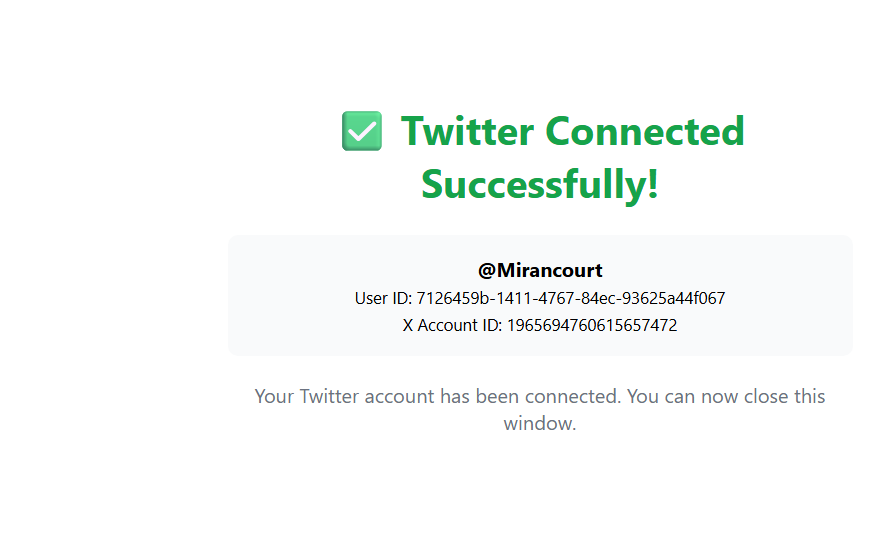 ✅ Twitter Connected
Successfully!
@Mirancourt
User ID: 7126459b-1411-4767-84ec-93625a44f067
X Account ID: 1965694760615657472
Your Twitter account has been connected. You can now close this
window.